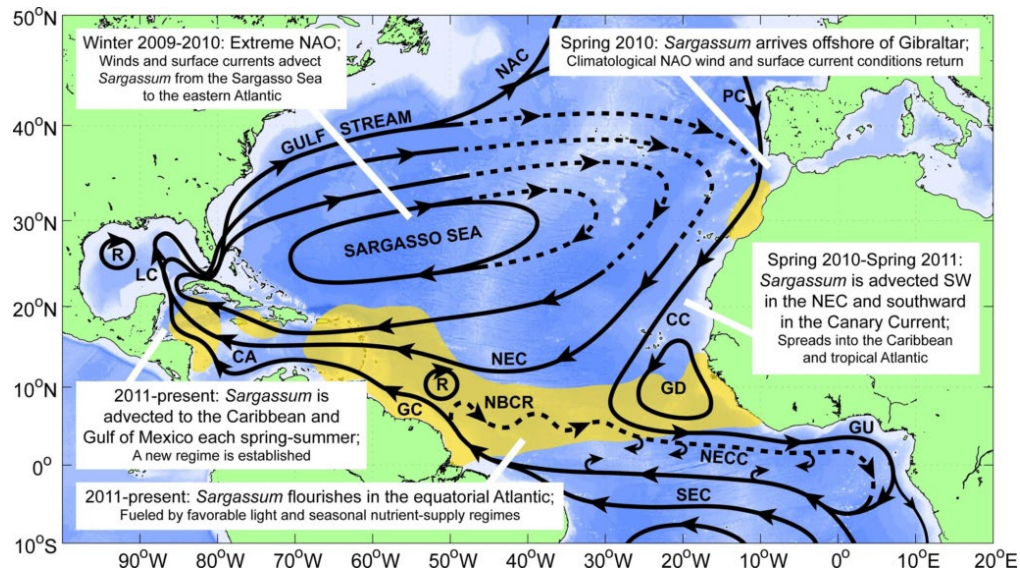 50°N
40°N
30°N
20°N
10°N
0°
10°S
Winter 2009-2010: Extreme NAO;
Winds and surface currents advect
Sargassum from the Sargasso Sea
to the eastern Atlantic
NAC
Spring 2010: Sargassum arrives offshore of Gibraltar;
Climatological NAO wind and surface current conditions return
PC
GULF STREAM
SARGASSO SEA
R
LC
Spring 2010-Spring 2011:
Sargassum is advected SW
in the NEC and southward
in the Canary Current;
Spreads into the Caribbean
and tropical Atlantic
CC
CA
NEC
R
GD
NBCR
GC
2011-present: Sargassum is
advected to the Caribbean and
Gulf of Mexico each spring-summer;
A new regime is established
GU
NECC
SEC
2011-present: Sargassum flourishes in the equatorial Atlantic;
Fueled by favorable light and seasonal nutrient-supply regimes
90°W 80°W 70°W 60°W 50°W 40°W 30°W 20°W 10°W 0° 10°E 20°E